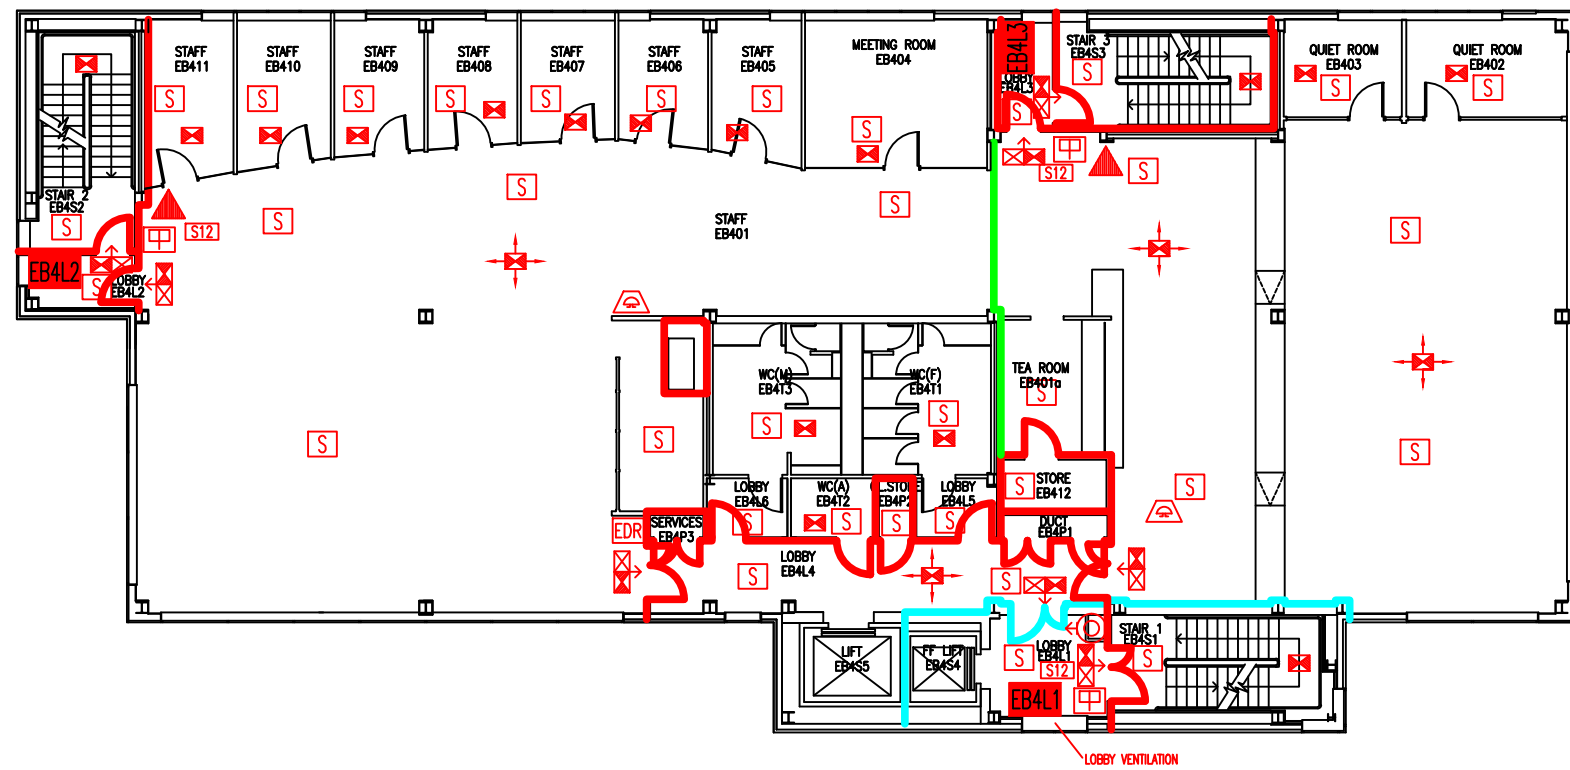 STAFF
EB411
STAFF
EB410
STAFF
EB409
STAFF
EB408
STAFF
EB407
STAFF
EB406
STAFF
EB405
MEETING ROOM
EB404
EB4L3
LOBBY
EB4L3
STAIR 3
EB4S3
QUIET ROOM
EB403
QUIET ROOM
EB402
S
S
S
S
S
S
S
S
S
S
S
S
S12
S
S
STAIR 2
EB4S2
S
S12
S
S
S
STAFF
EB401
S
EB4L2
S
LOBBY
EB4L2
WC(M)
EB4T3
WC(F)
EB4T1
TEA ROOM
EB401a
S
S
S
S
S
S
S
LOBBY
EB4L6
WC(A)
EB4T2
C.STORE
EB4P2
LOBBY
EB4L5
S
STORE
EB412
S
EDR
SERVICES
EB4P3
S
S
S
S
DUCT
EB4P1
LOBBY
EB4L4
S
S
LIFT
EB4S5
FF LIFT
EB4S4
S
LOBBY
EB4L1
S12
STAIR 1
EB4S1
S
EB4L1
LOBBY VENTILATION